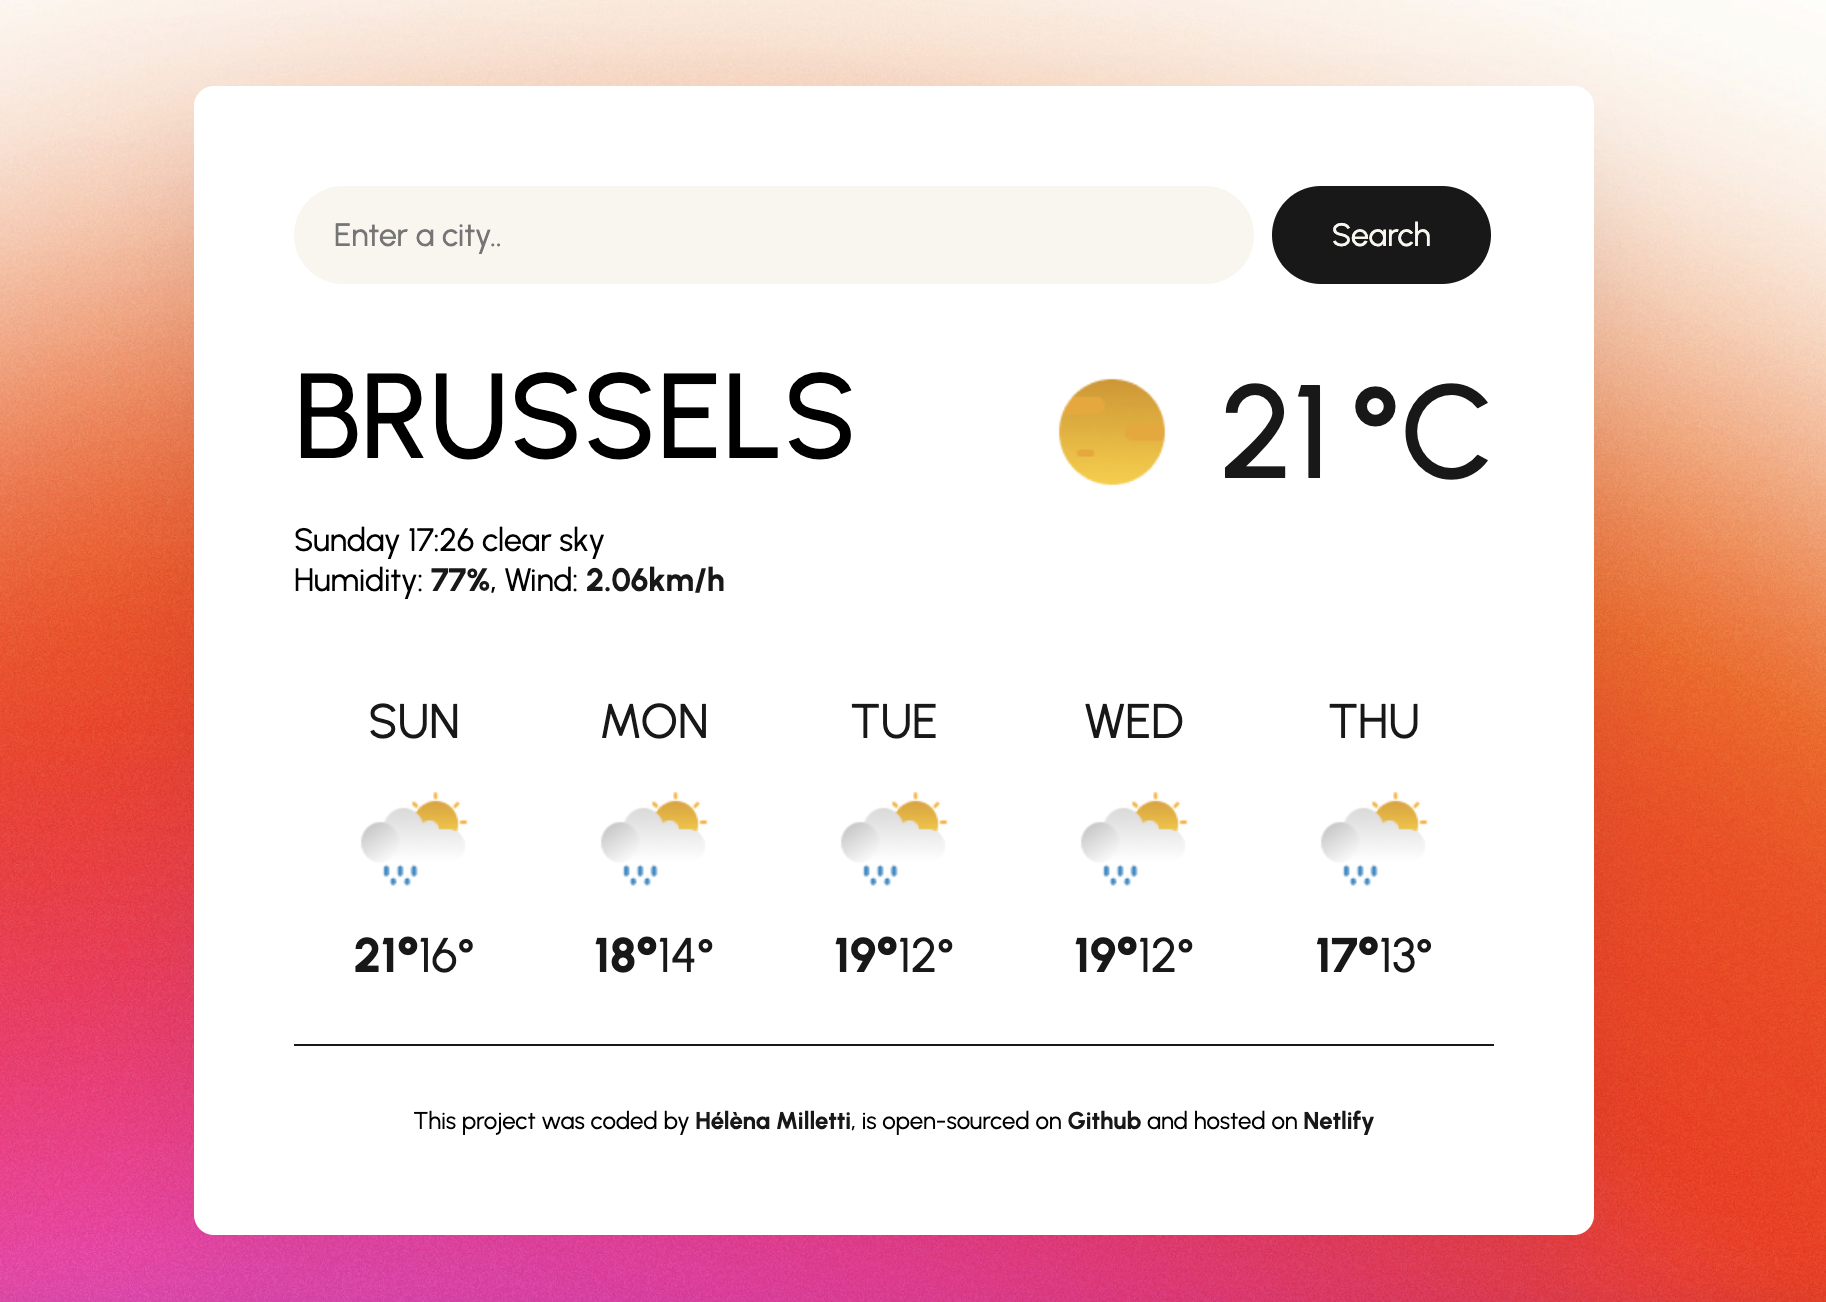 Enter a city..
Search
BRUSSELS
21 °C
Sunday 17:26 clear sky
Humidity: 77%, Wind: 2.06km/h
SUN MON TUE WED THU
21°16° 18°14° 19°12° 19°12° 17°13°
This project was coded by Hélèna Milletti, is open-sourced on Github and hosted on Netlify